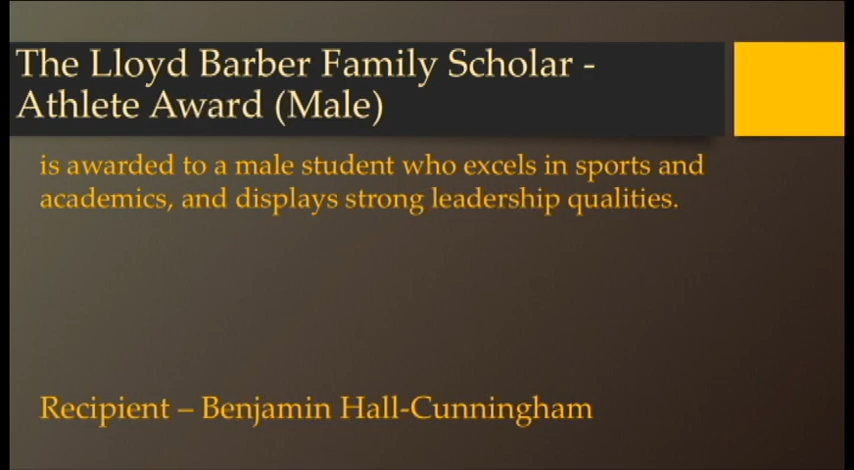 The Lloyd Barber Family Scholar -
Athlete Award (Male)
is awarded to a male student who excels in sports and
academics, and displays strong leadership qualities.
Recipient – Benjamin Hall-Cunningham